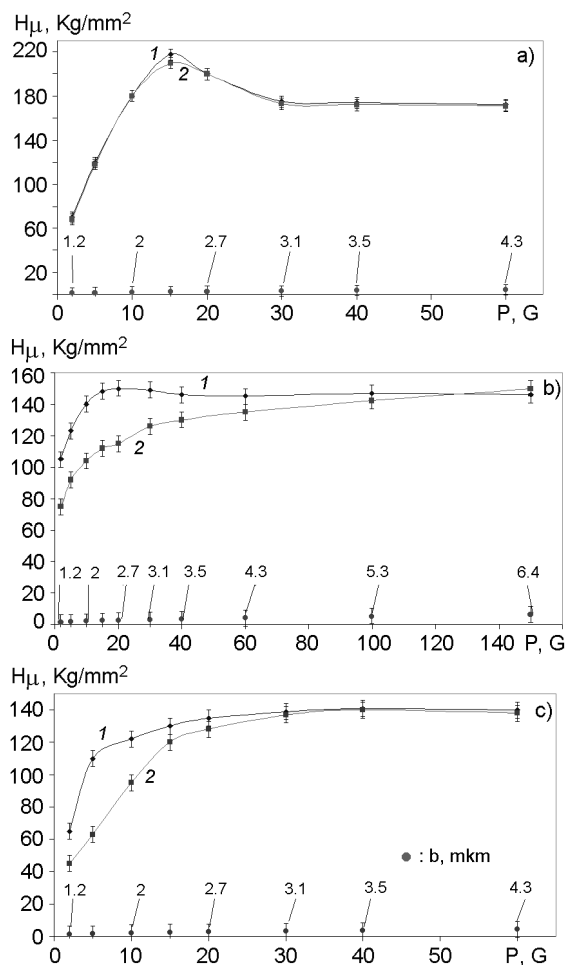 Hμ, Kg/mm²
a)
220
180
140
100
60
20
1
2
1.2 2 2.7 3.1 3.5 4.3
0 10 20 30 40 50 P, G
Hμ, Kg/mm²
b)
160
140
120
100
80
60
40
20
0
1
2
1.2 2 2.7 3.1 3.5 4.3 5.3 6.4
0 20 40 60 80 100 120 140 P, G
Hμ, Kg/mm²
c)
140
120
100
80
60
40
20
0
1
2
● : b, mkm
1.2 2 2.7 3.1 3.5 4.3
0 10 20 30 40 50 P, G